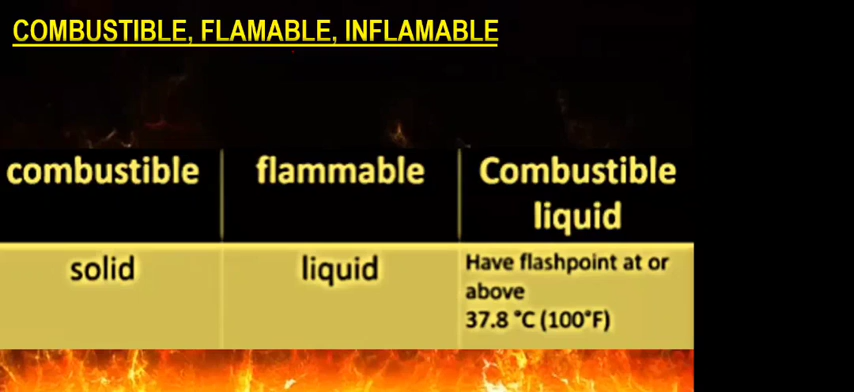 COMBUSTIBLE, FLAMABLE, INFLAMABLE
combustible flammable Combustible
liquid
solid liquid Have flashpoint at or
above
37.8 °C (100°F)